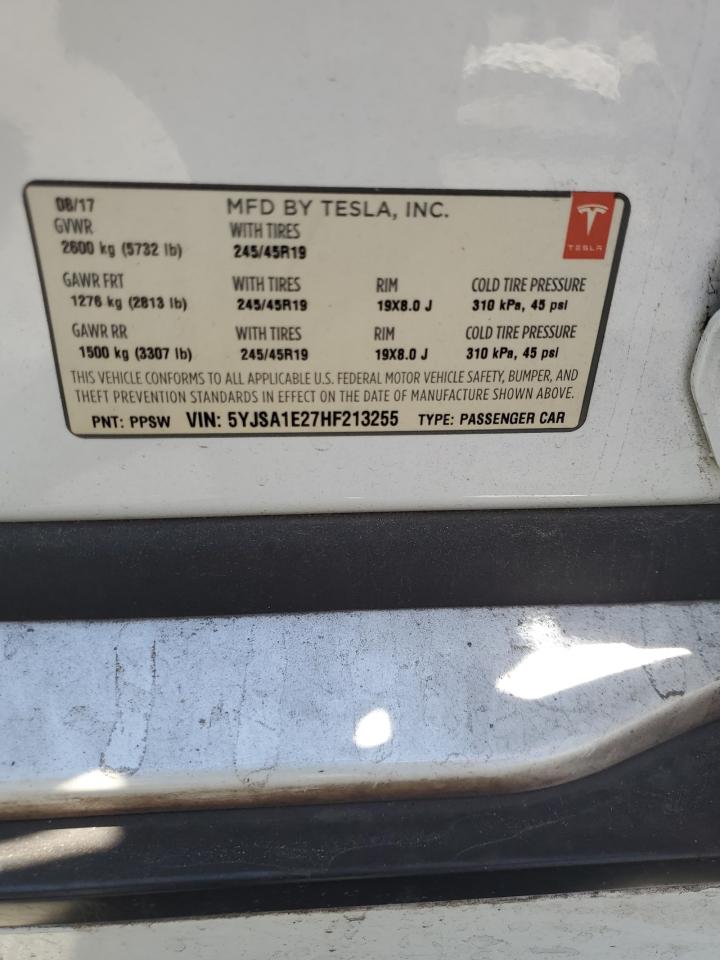 08/17 MFD BY TESLA, INC.
GVWR WITH TIRES
2600 kg (5732 lb) 245/45R19
TESLA
GAWR FRT WITH TIRES RIM COLD TIRE PRESSURE
1276 kg (2813 lb) 245/45R19 19X8.0 J 310 kPa, 45 psi
GAWR RR WITH TIRES RIM COLD TIRE PRESSURE
1500 kg (3307 lb) 245/45R19 19X8.0 J 310 kPa, 45 psi
THIS VEHICLE CONFORMS TO ALL APPLICABLE U.S. FEDERAL MOTOR VEHICLE SAFETY, BUMPER, AND
THEFT PREVENTION STANDARDS IN EFFECT ON THE DATE OF MANUFACTURE SHOWN ABOVE.
PNT: PPSW VIN: 5YJSA1E27HF213255 TYPE: PASSENGER CAR